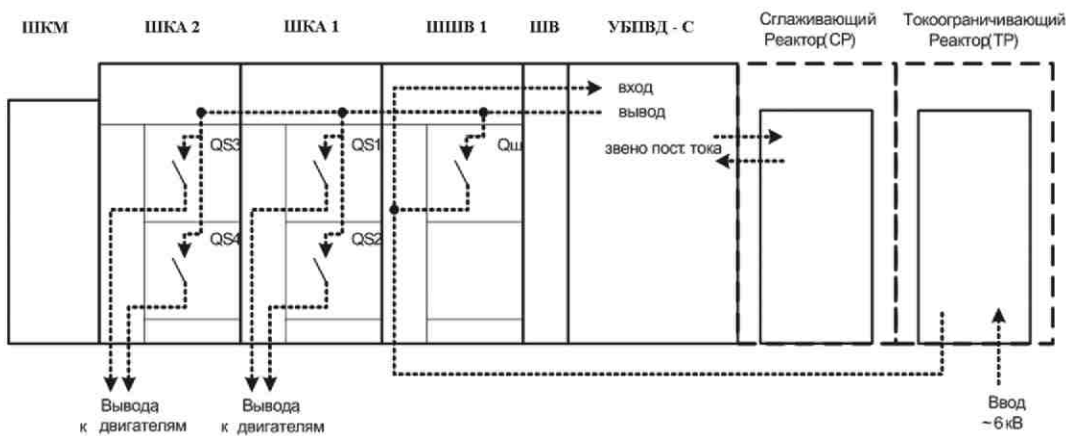 ШКМ
ШКА 2
ШКА 1
ШШВ 1
ШВ
УБПВД - С
Сглаживающий
Реактор(СР)
Токоограничивающий
Реактор(ТР)
вход
вывод
звено пост. тока
QS3
QS1
Qш
QS4
QS2
Вывода
к двигателям
Вывода
к двигателям
Ввод
~6 кВ